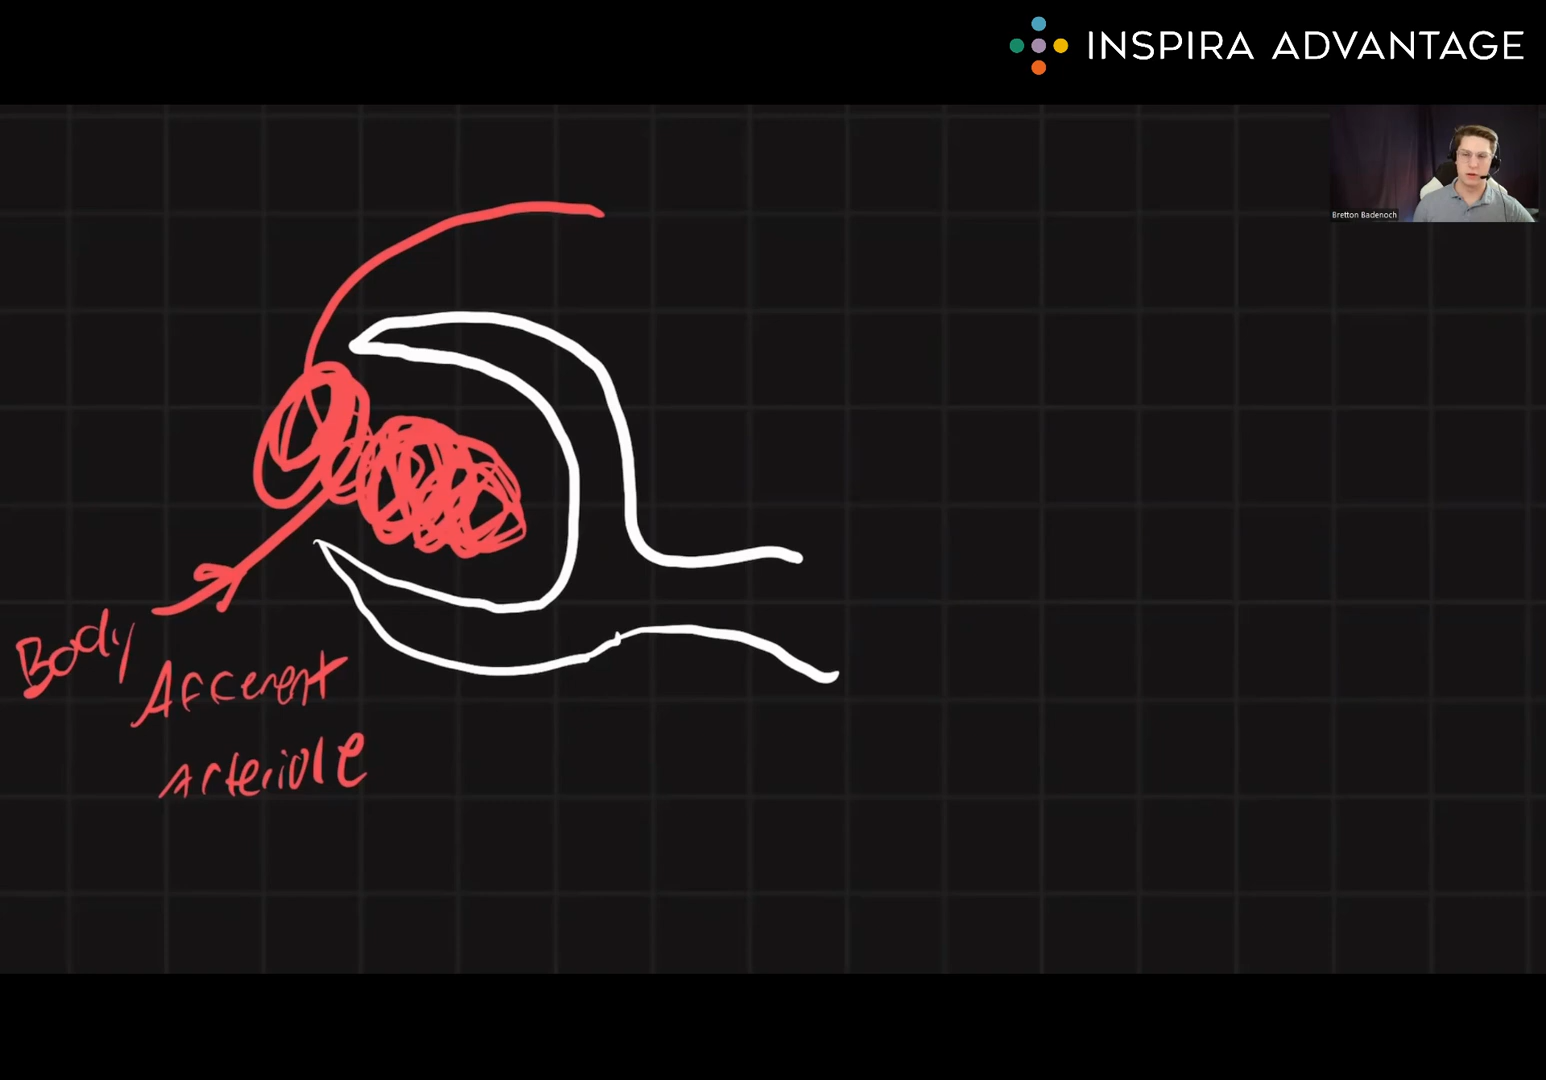 INSPIRA ADVANTAGE
Bretton Badenoch
Body
Afferent
Arteriole